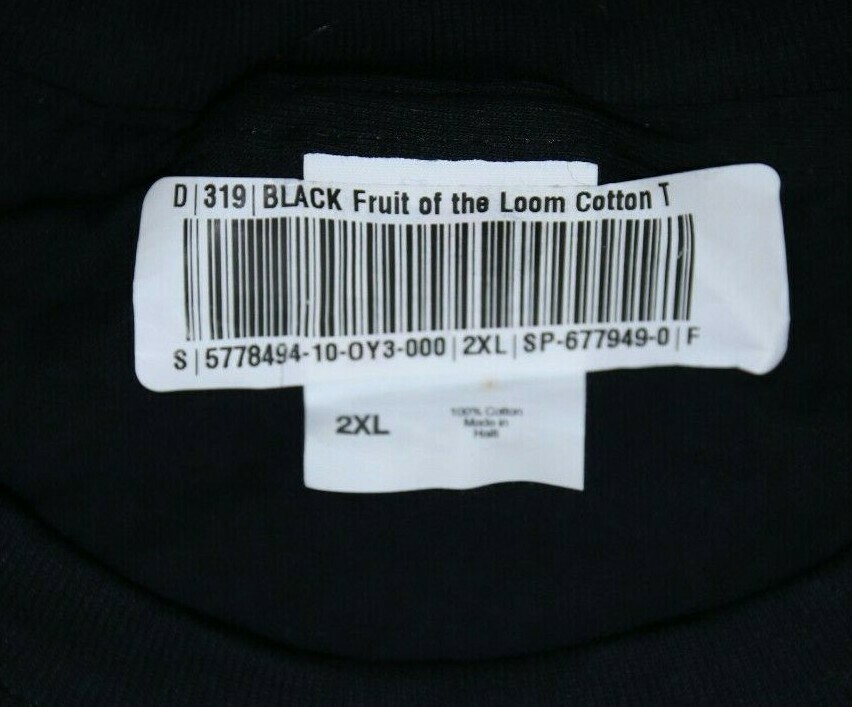 D|319|BLACK Fruit of the Loom Cotton T
S|5778494-10-OY3-000|2XL|SP-677949-0|F
2XL
100% Cotton
Made in
Haiti